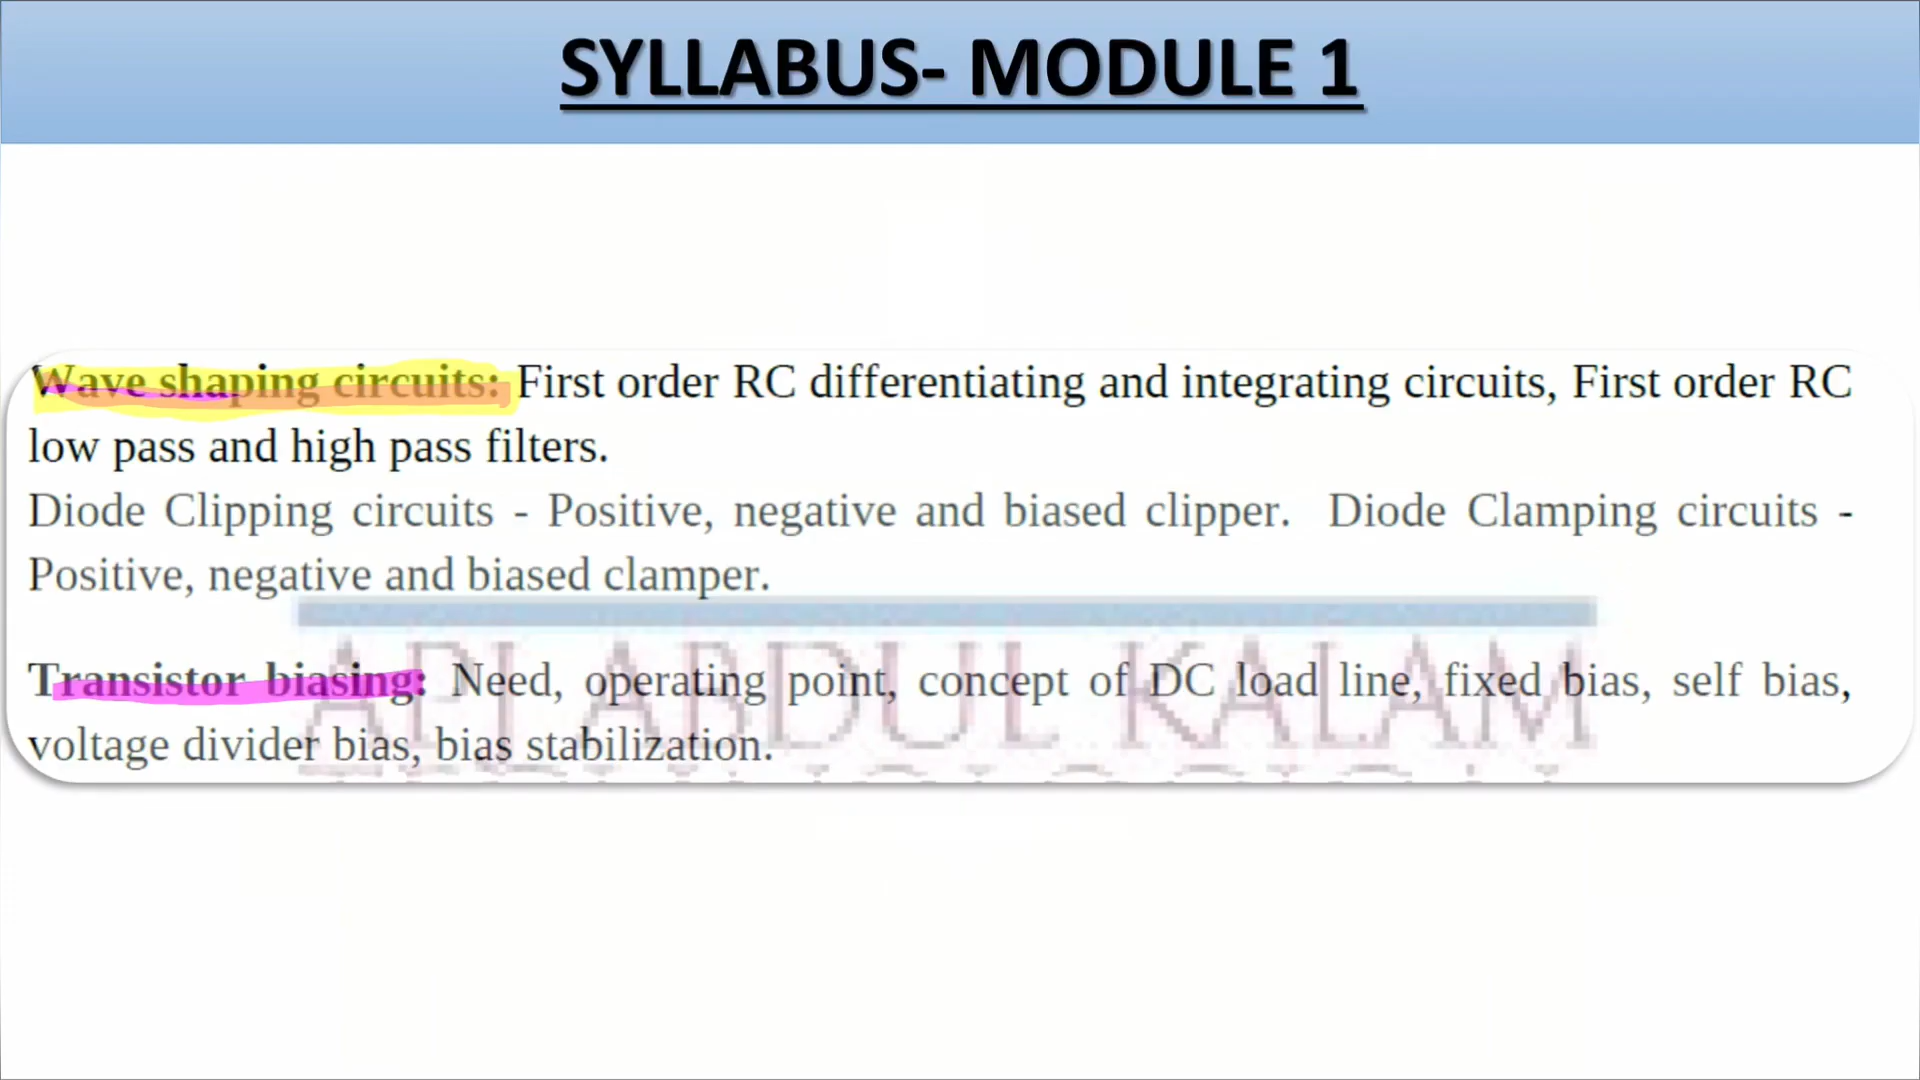 SYLLABUS- MODULE 1
Wave shaping circuits: First order RC differentiating and integrating circuits, First order RC
low pass and high pass filters.
Diode Clipping circuits - Positive, negative and biased clipper. Diode Clamping circuits -
Positive, negative and biased clamper.
Transistor biasing: Need, operating point, concept of DC load line, fixed bias, self bias,
voltage divider bias, bias stabilization.
API ABDUL KALAM